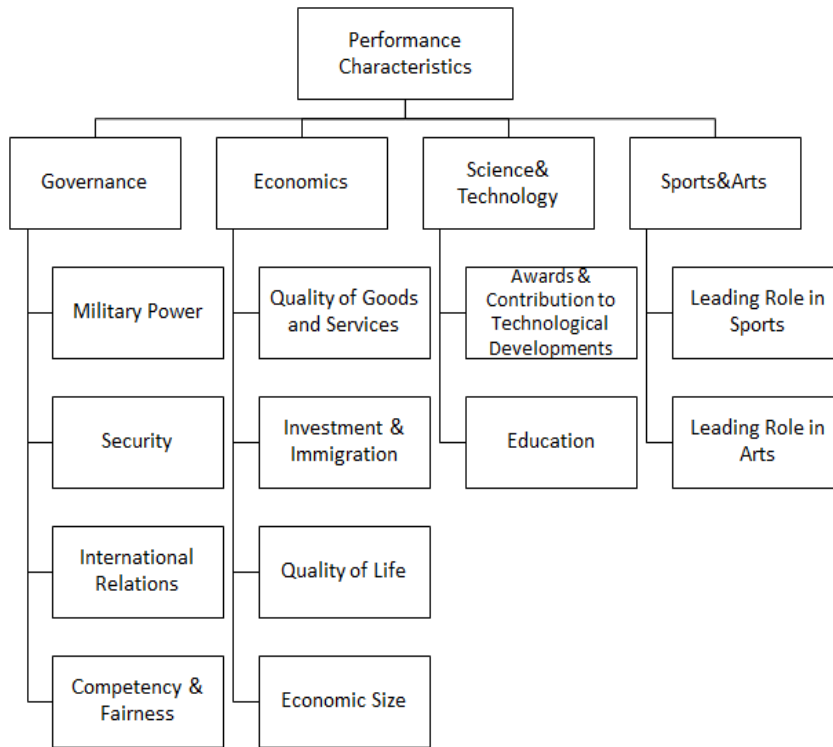 Performance
Characteristics
Governance
Economics
Science&
Technology
Sports&Arts
Military Power
Quality of Goods
and Services
Awards &
Contribution to
Technological
Developments
Leading Role in
Sports
Security
Investment &
Immigration
Education
Leading Role in
Arts
International
Relations
Quality of Life
Competency &
Fairness
Economic Size